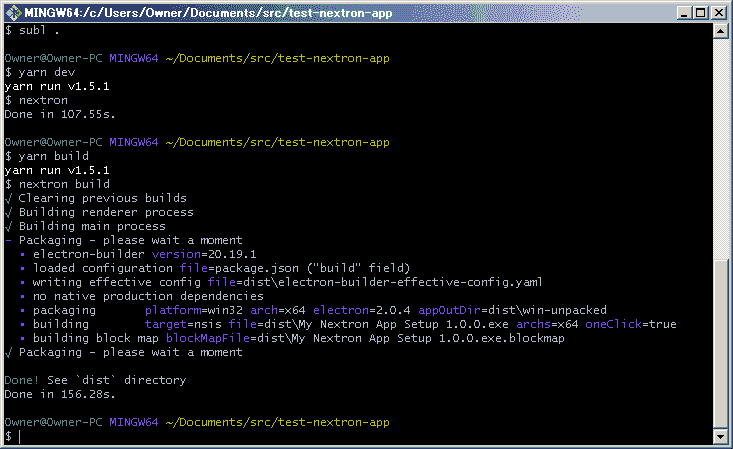 MINGW64:/c/Users/Owner/Documents/src/test-nextron-app
$ subl .
Owner@Owner-PC MINGW64 ~/Documents/src/test-nextron-app
$ yarn dev
yarn run v1.5.1
$ nextron
Done in 107.55s.
Owner@Owner-PC MINGW64 ~/Documents/src/test-nextron-app
$ yarn build
yarn run v1.5.1
$ nextron build
√ Clearing previous builds
√ Building renderer process
√ Building main process
- Packaging - please wait a moment
  • electron-builder version=20.19.1
  • loaded configuration file=package.json ("build" field)
  • writing effective config file=dist\electron-builder-effective-config.yaml
  • no native production dependencies
  • packaging       platform=win32 arch=x64 electron=2.0.4 appOutDir=dist\win-unpacked
  • building        target=nsis file=dist\My Nextron App Setup 1.0.0.exe archs=x64 oneClick=true
  • building block map blockMapFile=dist\My Nextron App Setup 1.0.0.exe.blockmap
√ Packaging - please wait a moment
Done! See `dist` directory
Done in 156.28s.
Owner@Owner-PC MINGW64 ~/Documents/src/test-nextron-app
$